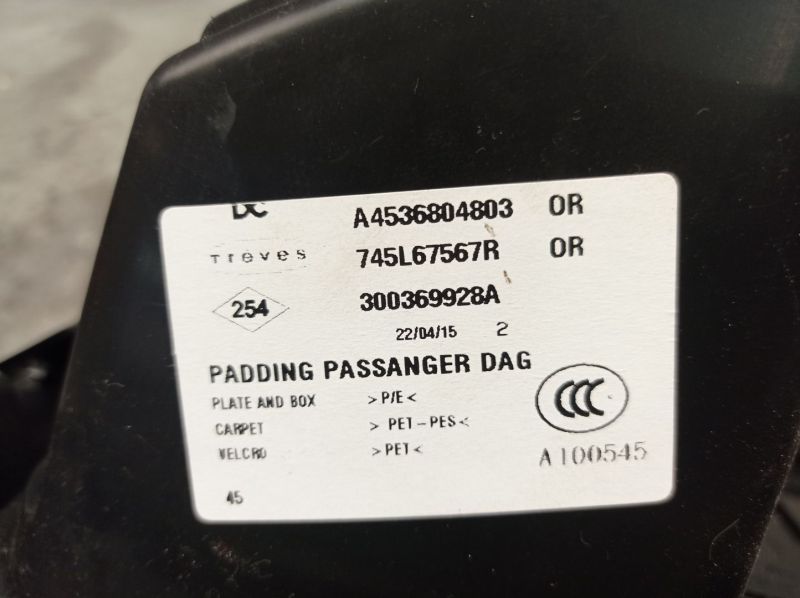 DC A4536804803 OR
Treves 745L67567R OR
254 300369928A
22/04/15 2
PADDING PASSANGER DAG
PLATE AND BOX >P/E<
CARPET > PET-PES<
VELCRO >PET<
CCC
A100545
45